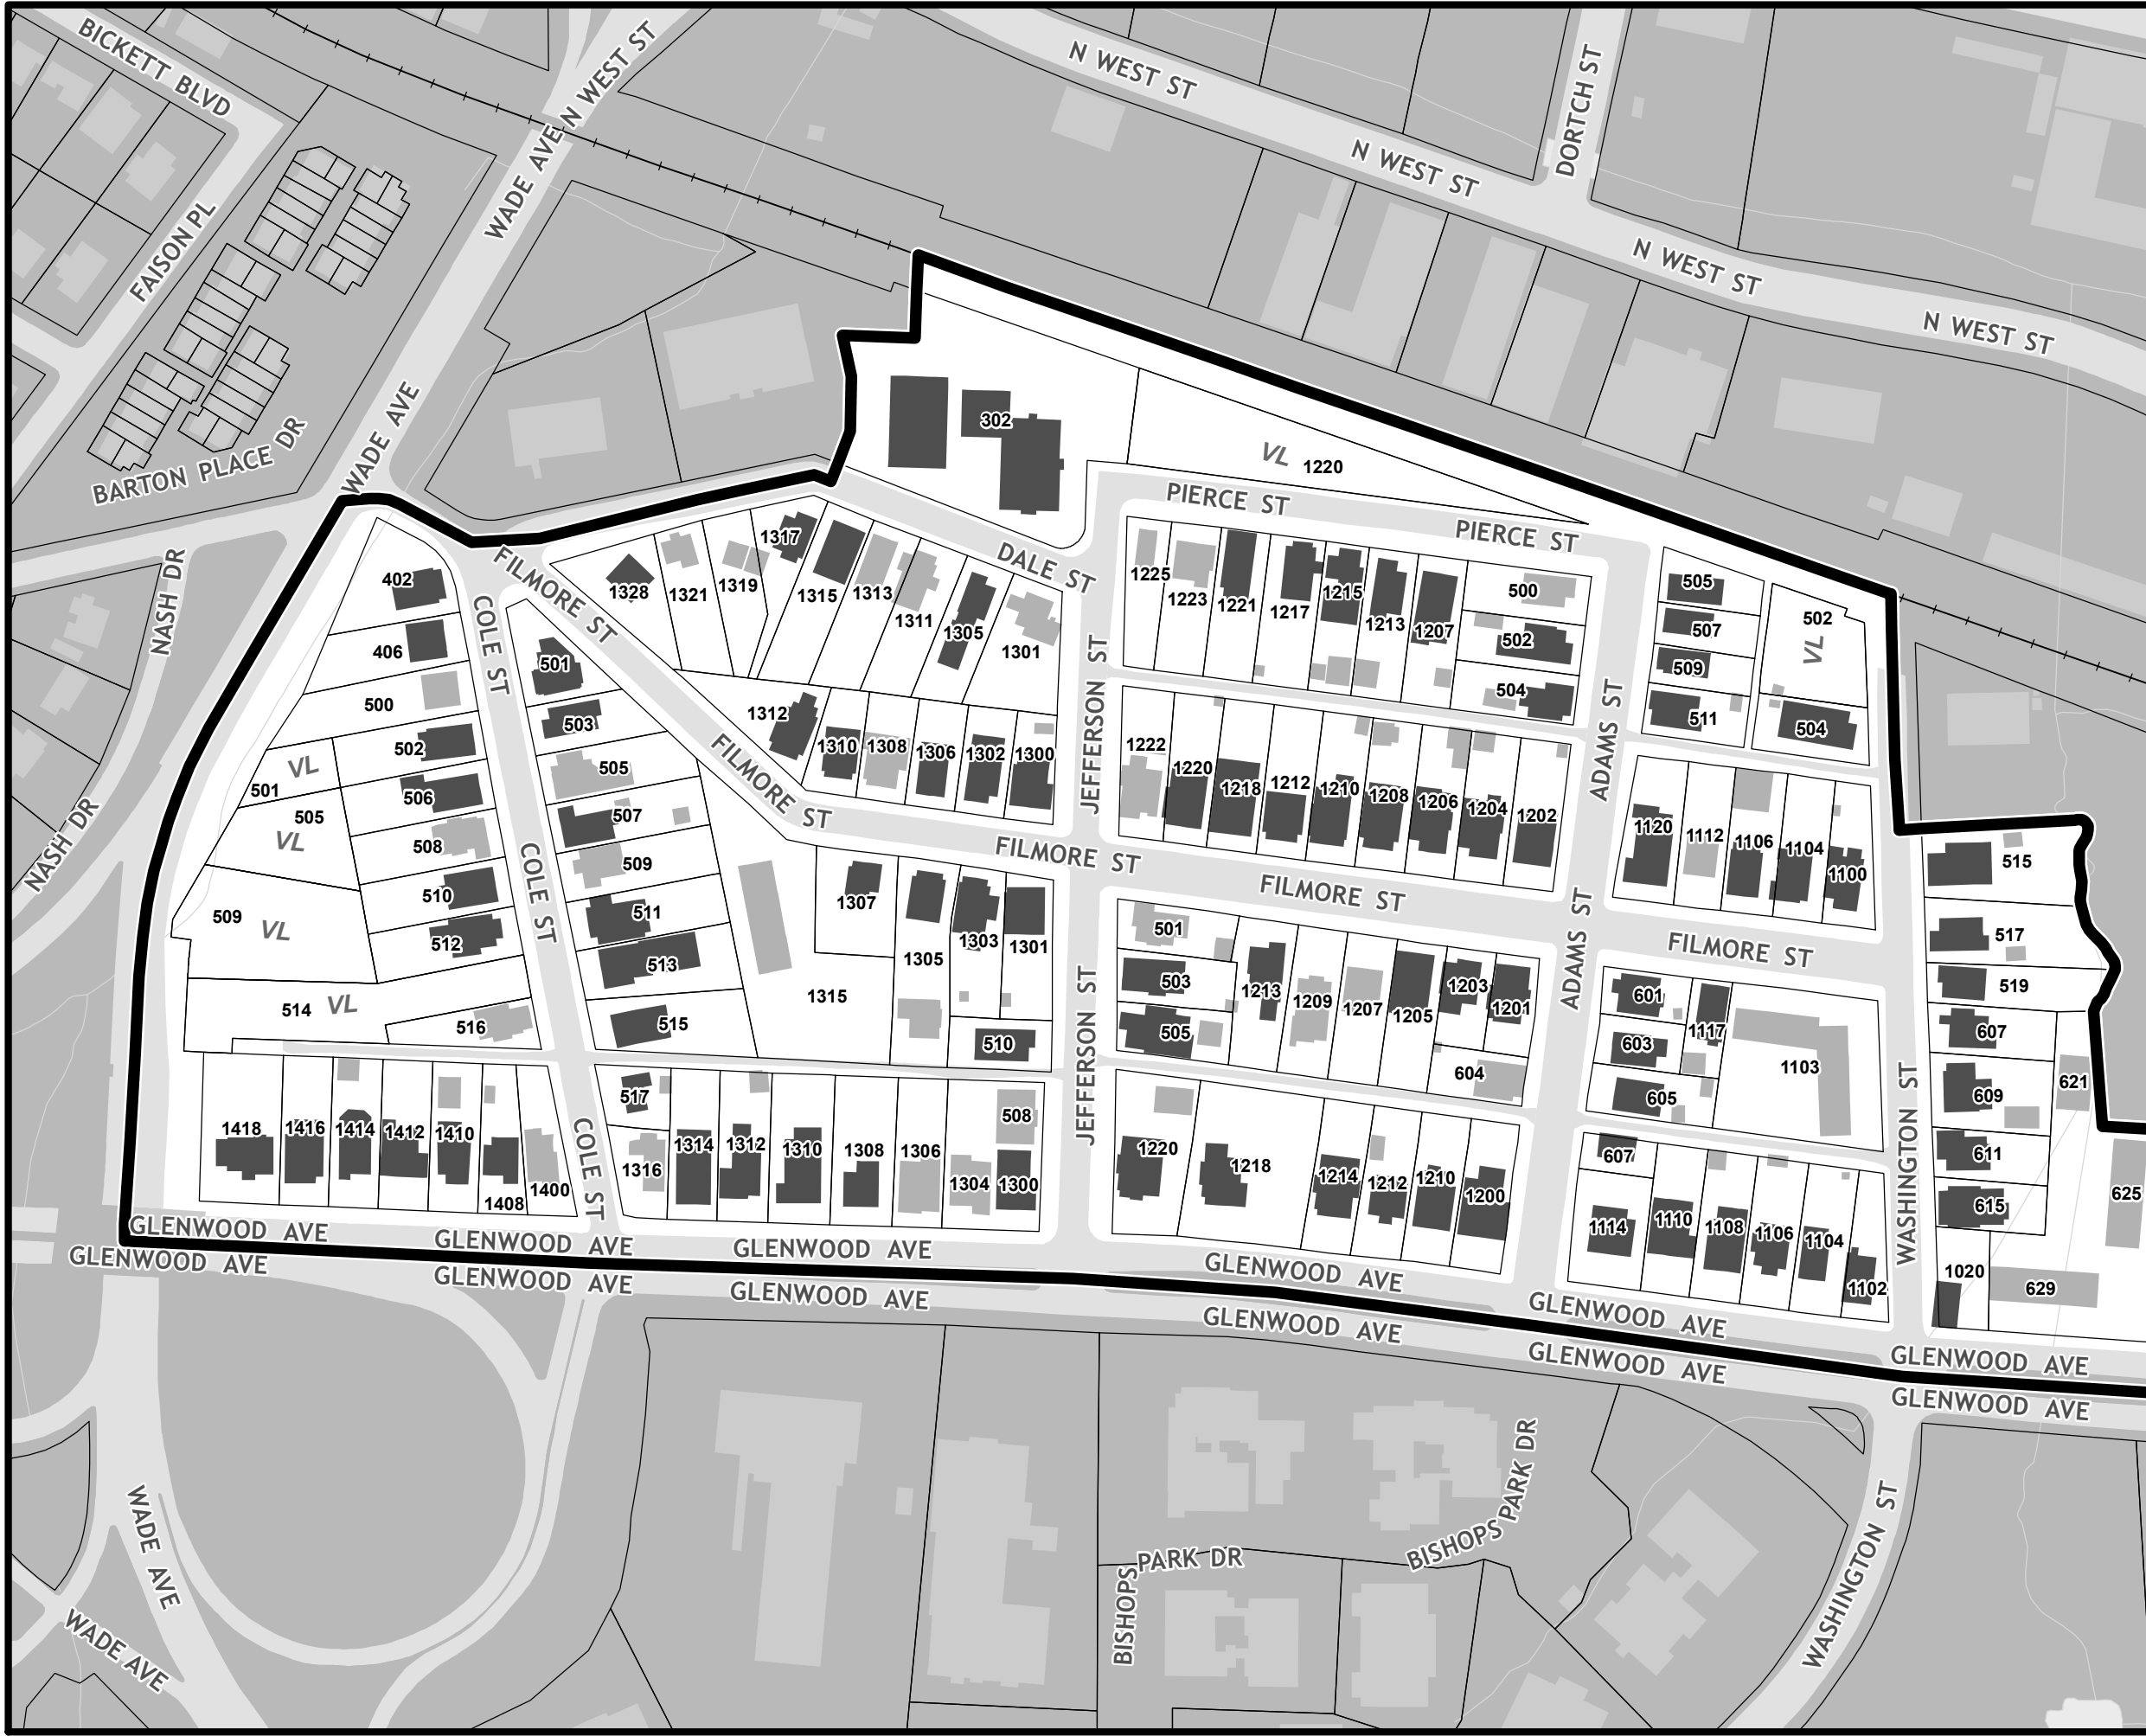 BICKETT BLVD
N WEST ST
WADE AVE
N WEST ST
DORTCH ST
N WEST ST
FAISON PL
N WEST ST
N WEST ST
WADE AVE
BARTON PLACE DR
302
VL 1220
PIERCE ST
PIERCE ST
NASH DR
FILMORE ST
DALE ST
402
COLE ST
1328
1321
1319
1317
1315
1313
1311
1305
1301
1225
1223
1221
1217
1215
1213
1207
500
502
504
505
507
509
511
502
VL
504
406
500
502
501
VL
506
505
VL
508
510
509
VL
512
514
VL
516
501
503
505
507
509
511
513
515
COLE ST
FILMORE ST
1312
1310
1308
1306
1302
1300
JEFFERSON ST
1222
1220
1218
1212
1210
1208
1206
1204
1202
ADAMS ST
1120
1112
1106
1104
1100
NASH DR
FILMORE ST
FILMORE ST
FILMORE ST
515
517
519
607
609
621
611
615
625
1020
629
1307
1305
1303
1301
1315
510
JEFFERSON ST
501
503
505
1213
1209
1207
1205
1203
1201
604
ADAMS ST
601
603
605
1117
1103
WASHINGTON ST
1418
1416
1414
1412
1410
1408
1400
COLE ST
517
1316
1314
1312
1310
1308
1306
1304
508
1300
1220
1218
1214
1212
1210
1200
607
1114
1110
1108
1106
1104
1102
GLENWOOD AVE
GLENWOOD AVE
GLENWOOD AVE
GLENWOOD AVE
GLENWOOD AVE
GLENWOOD AVE
GLENWOOD AVE
GLENWOOD AVE
GLENWOOD AVE
GLENWOOD AVE
GLENWOOD AVE
GLENWOOD AVE
WADE AVE
WADE AVE
BISHOPS PARK DR
BISHOPS PARK DR
WASHINGTON ST